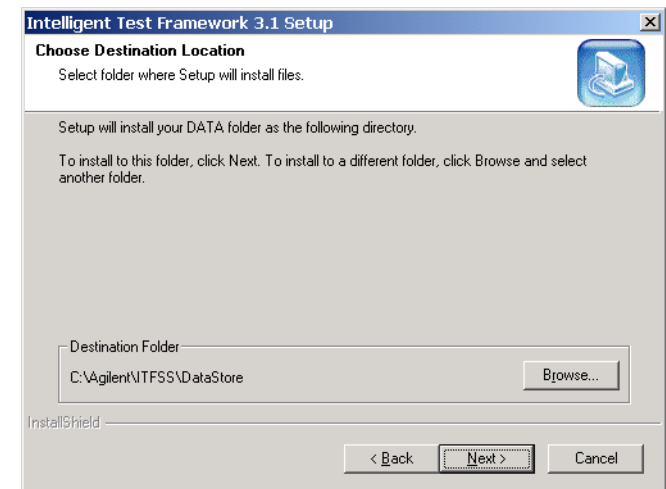 Intelligent Test Framework 3.1 Setup
Choose Destination Location
Select folder where Setup will install files.
Setup will install your DATA folder as the following directory.
To install to this folder, click Next. To install to a different folder, click Browse and select
another folder.
Destination Folder
C:\Agilent\ITFSS\DataStore
Browse...
InstallShield
< Back
Next >
Cancel